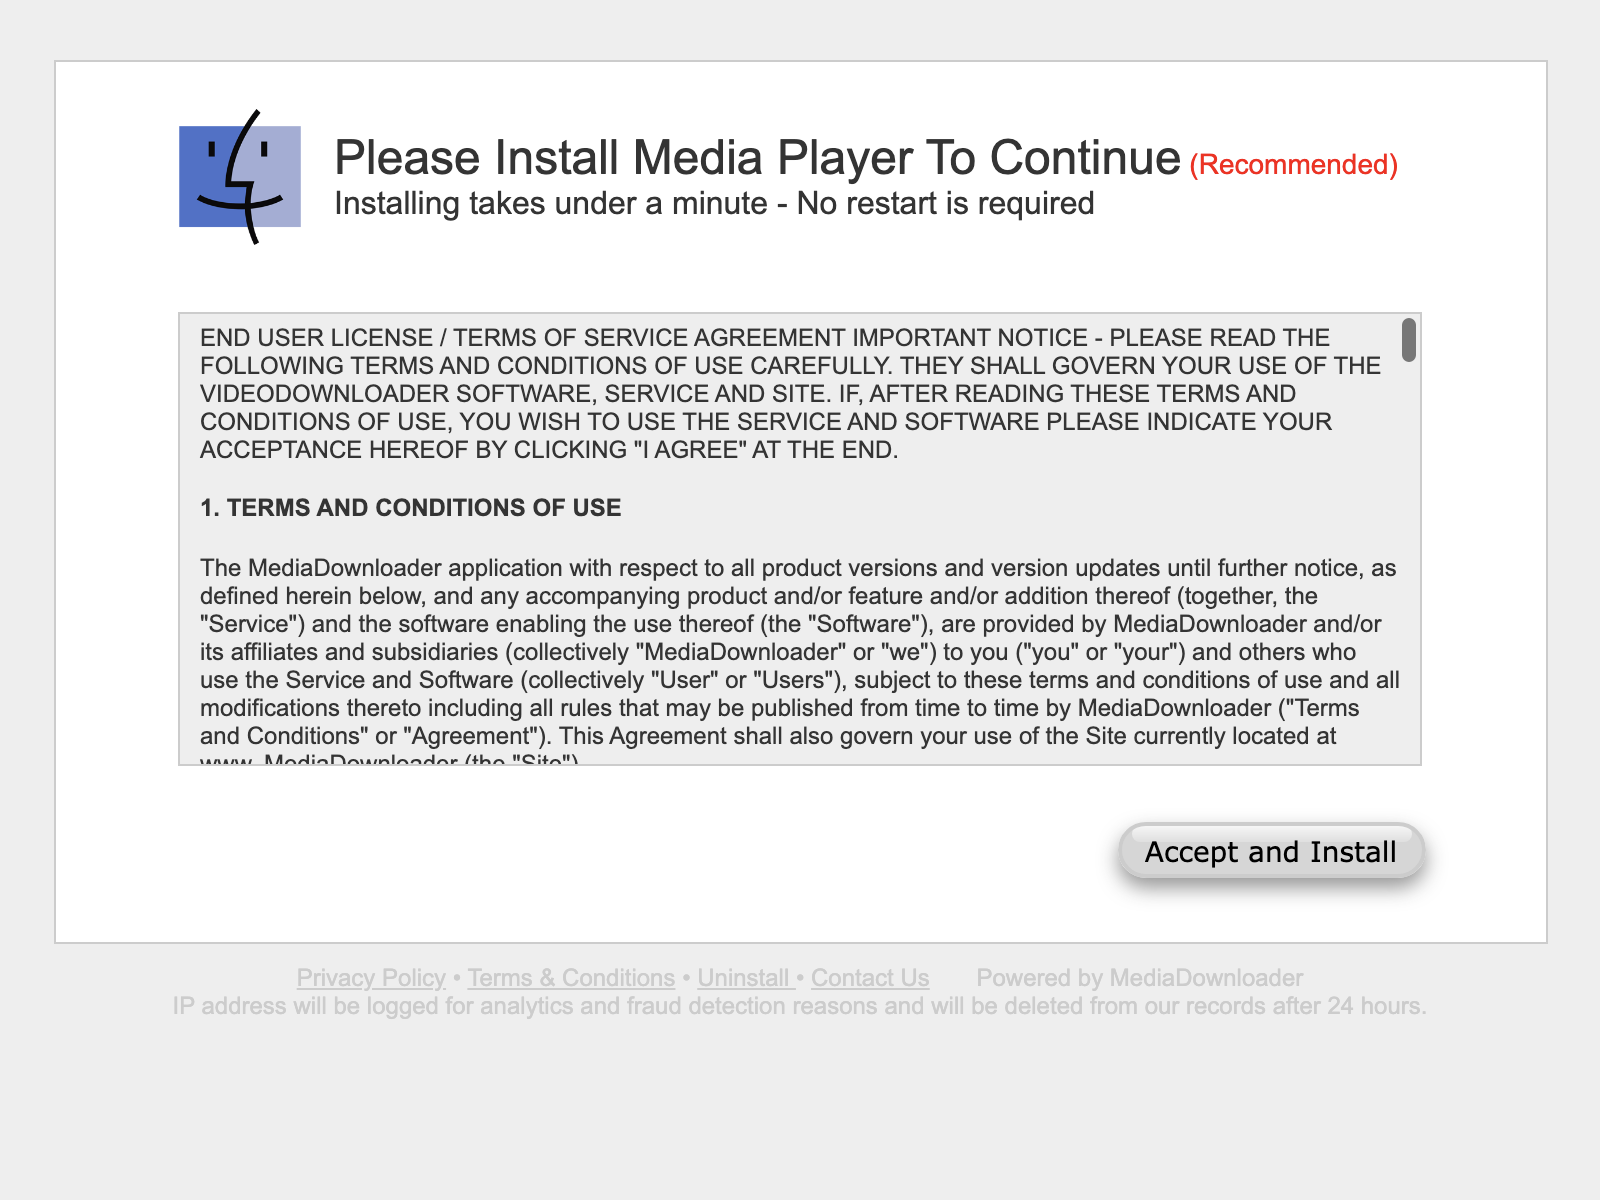 Please Install Media Player To Continue (Recommended)
Installing takes under a minute - No restart is required
END USER LICENSE / TERMS OF SERVICE AGREEMENT IMPORTANT NOTICE - PLEASE READ THE
FOLLOWING TERMS AND CONDITIONS OF USE CAREFULLY. THEY SHALL GOVERN YOUR USE OF THE
VIDEODOWNLOADER SOFTWARE, SERVICE AND SITE. IF, AFTER READING THESE TERMS AND
CONDITIONS OF USE, YOU WISH TO USE THE SERVICE AND SOFTWARE PLEASE INDICATE YOUR
ACCEPTANCE HEREOF BY CLICKING "I AGREE" AT THE END.
1. TERMS AND CONDITIONS OF USE
The MediaDownloader application with respect to all product versions and version updates until further notice, as
defined herein below, and any accompanying product and/or feature and/or addition thereof (together, the
"Service") and the software enabling the use thereof (the "Software"), are provided by MediaDownloader and/or
its affiliates and subsidiaries (collectively "MediaDownloader" or "we") to you ("you" or "your") and others who
use the Service and Software (collectively "User" or "Users"), subject to these terms and conditions of use and all
modifications thereto including all rules that may be published from time to time by MediaDownloader ("Terms
and Conditions" or "Agreement"). This Agreement shall also govern your use of the Site currently located at
www. MediaDownloader (the "Site")
Accept and Install
Privacy Policy • Terms & Conditions • Uninstall • Contact Us Powered by MediaDownloader
IP address will be logged for analytics and fraud detection reasons and will be deleted from our records after 24 hours.